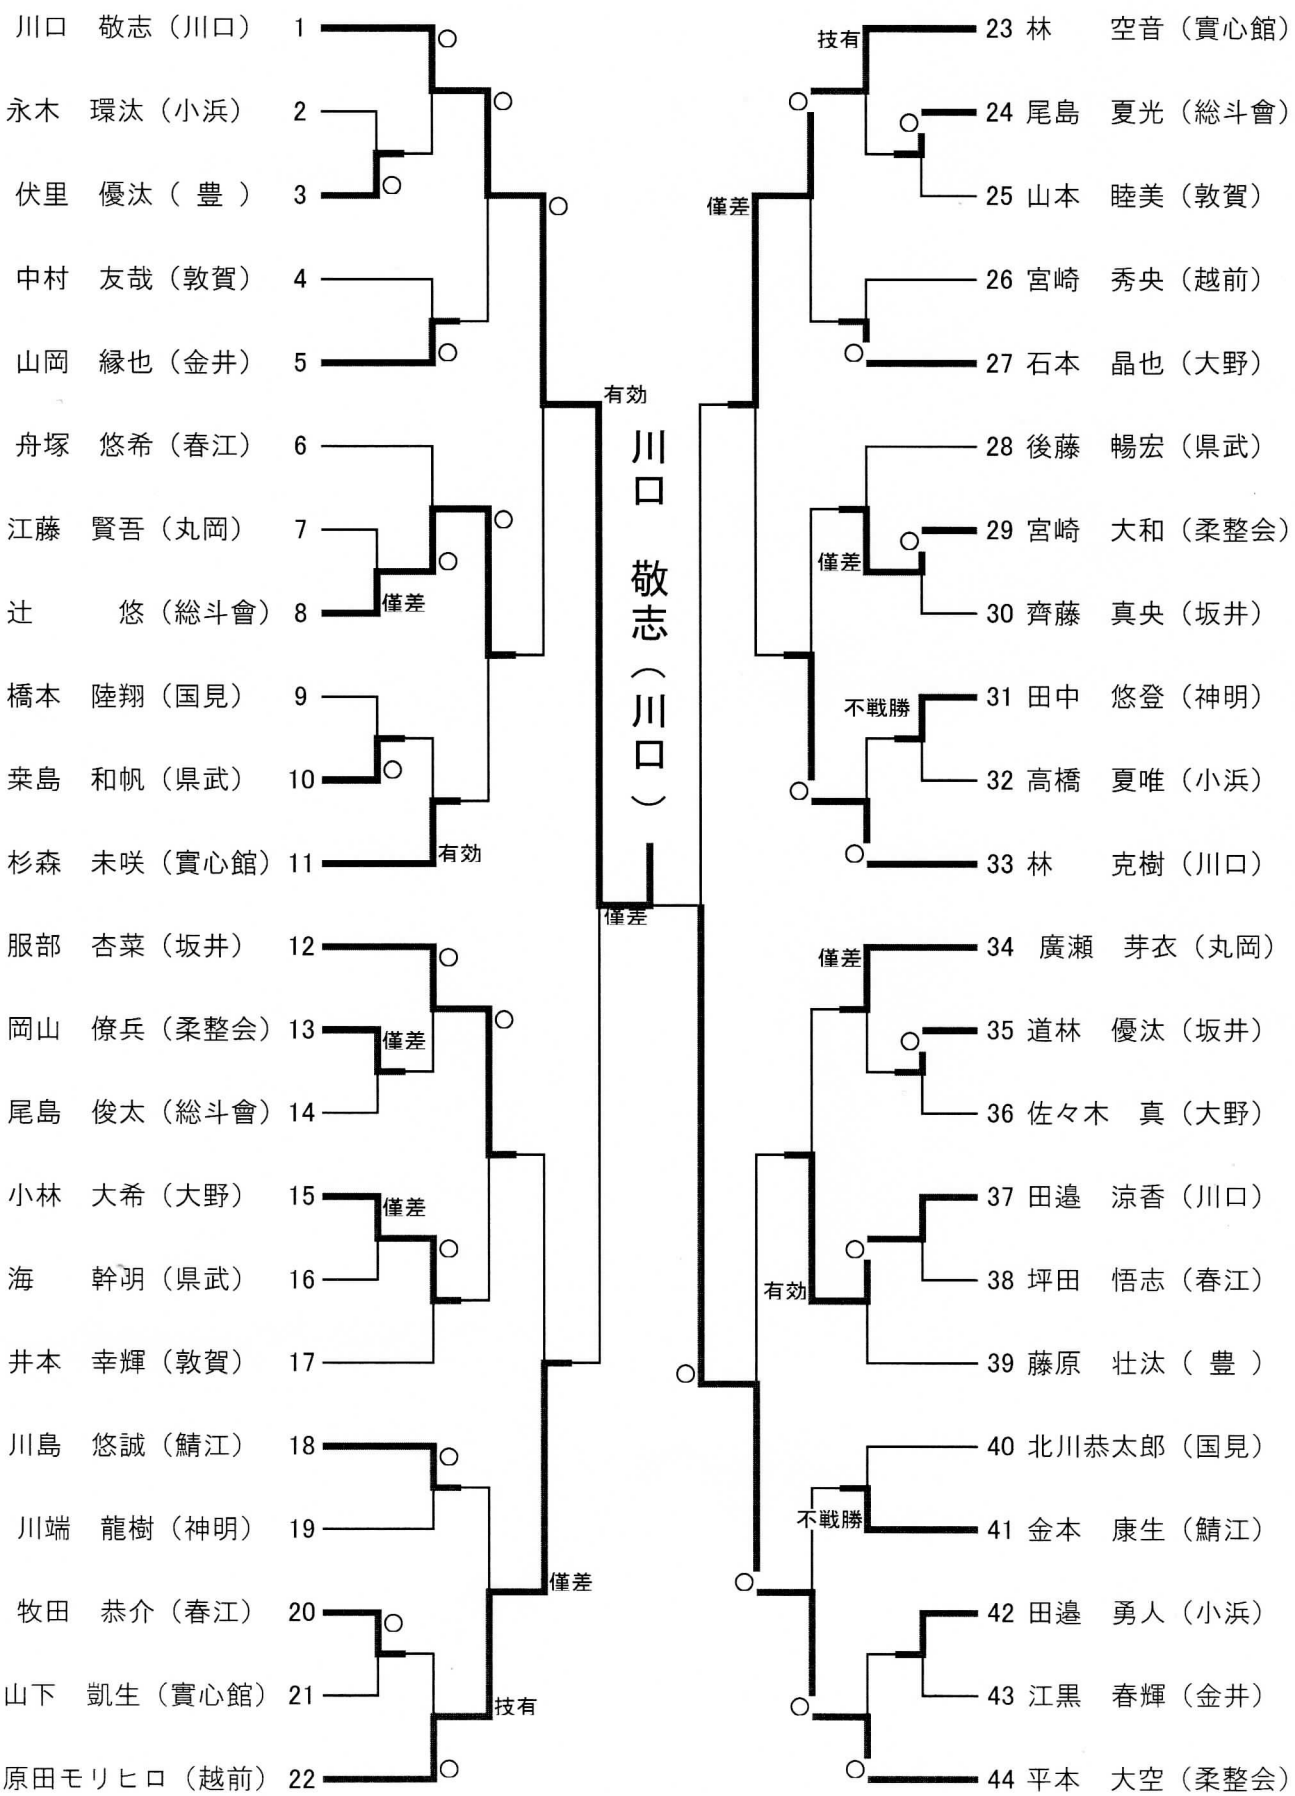 川口　敬志（川口） 1
○
永木　環汰（小浜） 2
○
伏里　優汰（ 豊 ） 3
○
○
中村　友哉（敦賀） 4
山岡　縁也（金井） 5
○
有効
舟塚　悠希（春江） 6
○
江藤　賢吾（丸岡） 7
○
辻　　悠（総斗會） 8
僅差
橋本　陸翔（国見） 9
桒島　和帆（県武） 10
○
杉森　未咲（實心館） 11
有効
僅差
服部　杏菜（坂井） 12
○
岡山　僚兵（柔整会） 13
僅差
○
尾島　俊太（総斗會） 14
小林　大希（大野） 15
僅差
○
海　　幹明（県武） 16
井本　幸輝（敦賀） 17
川島　悠誠（鯖江） 18
○
川端　龍樹（神明） 19
僅差
牧田　恭介（春江） 20
○
山下　凱生（實心館） 21
技有
原田モリヒロ（越前） 22
○
川口　敬志（川口）
23 林　　空音（實心館）
技有
○
24 尾島　夏光（総斗會）
○
25 山本　睦美（敦賀）
僅差
26 宮崎　秀央（越前）
27 石本　晶也（大野）
○
28 後藤　暢宏（県武）
29 宮崎　大和（柔整会）
○
僅差
30 齊藤　真央（坂井）
31 田中　悠登（神明）
不戦勝
32 高橋　夏唯（小浜）
○
33 林　　克樹（川口）
○
34 廣瀬　芽衣（丸岡）
僅差
35 道林　優汰（坂井）
○
36 佐々木　真（大野）
37 田邉　涼香（川口）
○
38 坪田　悟志（春江）
有効
39 藤原　壮汰（ 豊 ）
○
40 北川恭太郎（国見）
41 金本　康生（鯖江）
不戦勝
○
42 田邉　勇人（小浜）
43 江黒　春輝（金井）
○
44 平本　大空（柔整会）
○